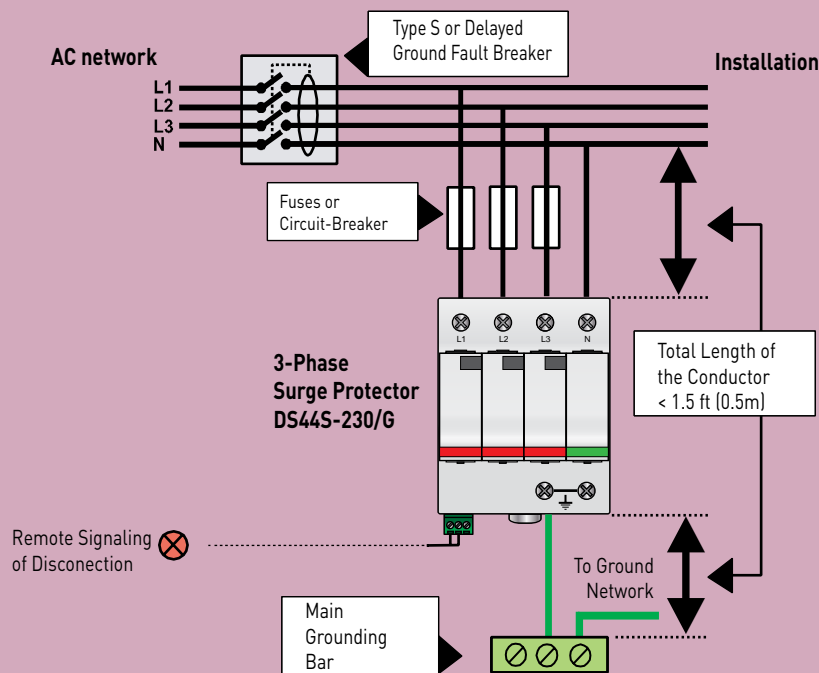 Type S or Delayed
Ground Fault Breaker
AC network
Installation
L1
L2
L3
N
Fuses or
Circuit-Breaker
L1 L2 L3 N
3-Phase
Surge Protector
DS44S-230/G
Total Length of
the Conductor
< 1.5 ft (0.5m)
Remote Signaling
of Disconection
To Ground
Network
Main
Grounding
Bar